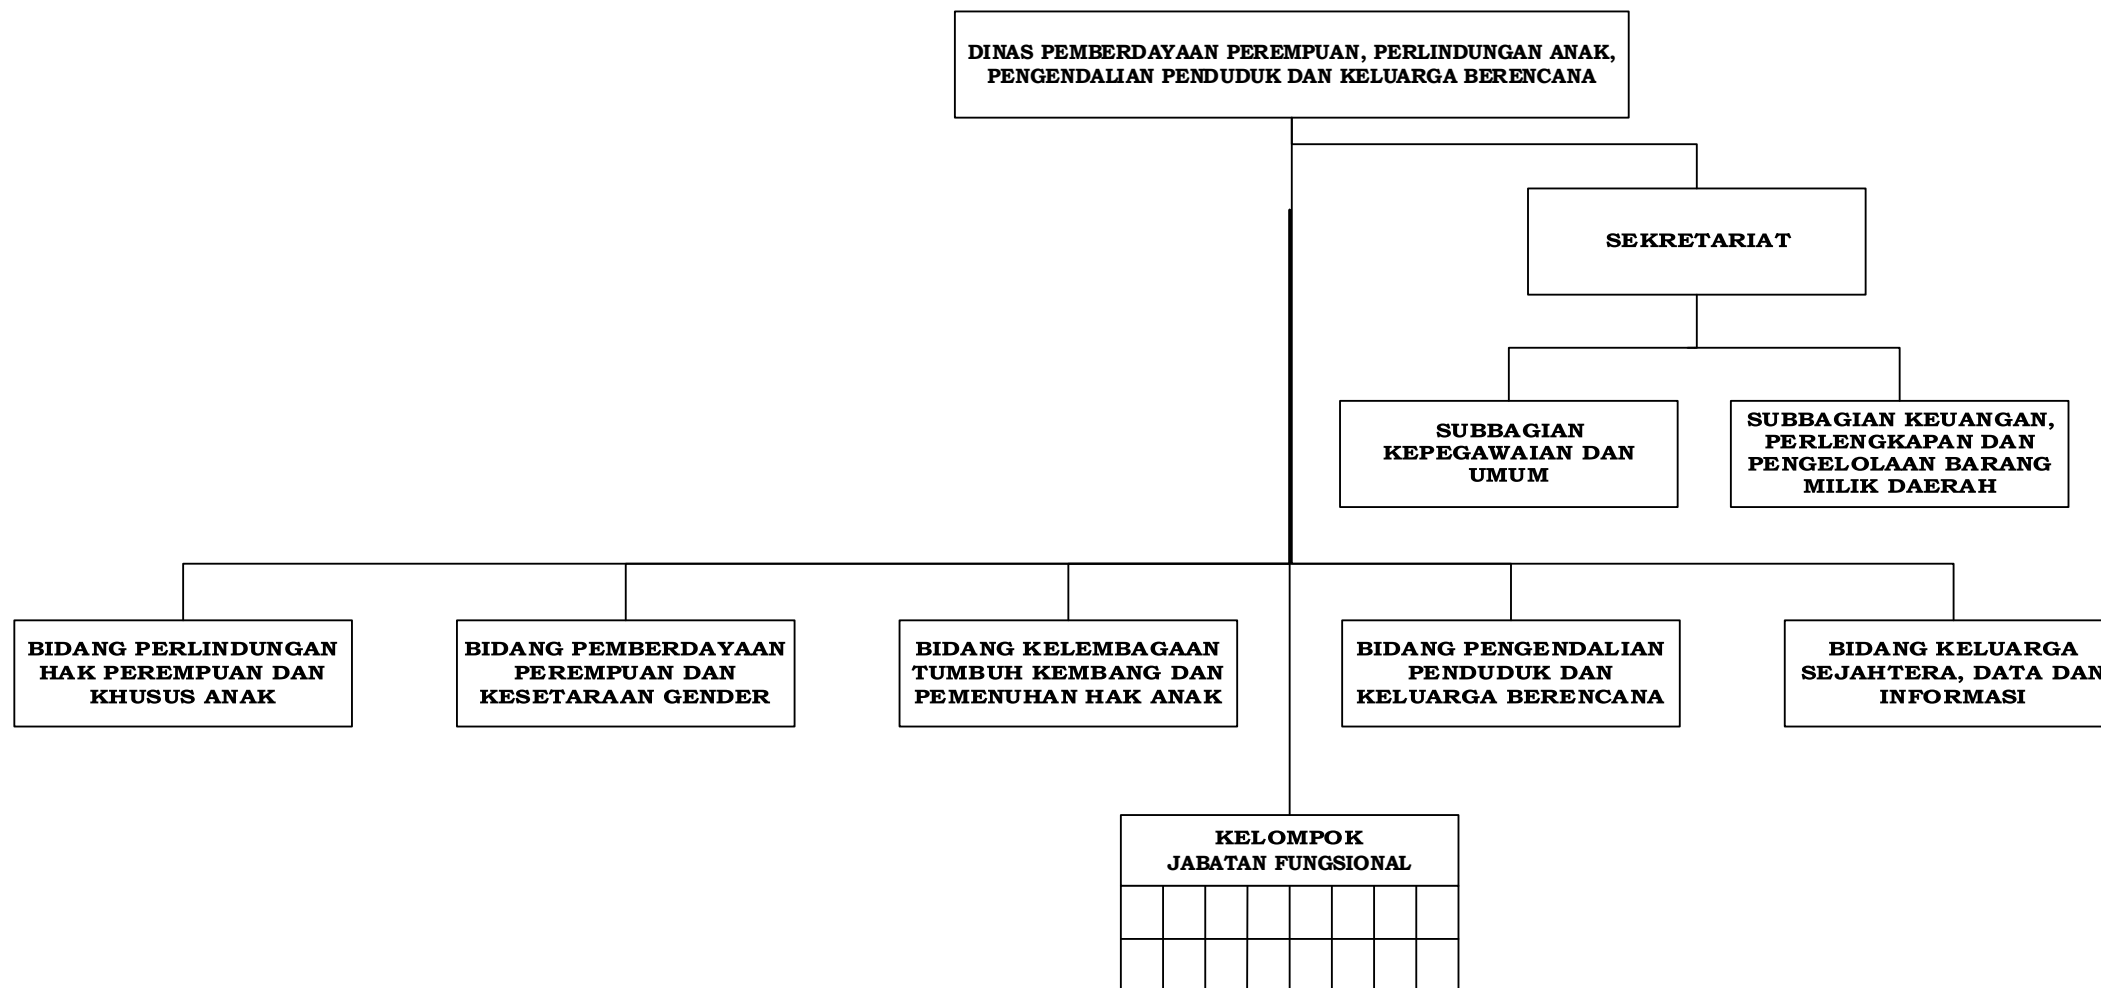 DINAS PEMBERDAYAAN PEREMPUAN, PERLINDUNGAN ANAK,
PENGENDALIAN PENDUDUK DAN KELUARGA BERENCANA
SEKRETARIAT
SUBBAGIAN
KEPEGAWAIAN DAN
UMUM
SUBBAGIAN KEUANGAN,
PERLENGKAPAN DAN
PENGELOLAAN BARANG
MILIK DAERAH
BIDANG PERLINDUNGAN
HAK PEREMPUAN DAN
KHUSUS ANAK
BIDANG PEMBERDAYAAN
PEREMPUAN DAN
KESETARAAN GENDER
BIDANG KELEMBAGAAN
TUMBUH KEMBANG DAN
PEMENUHAN HAK ANAK
BIDANG PENGENDALIAN
PENDUDUK DAN
KELUARGA BERENCANA
BIDANG KELUARGA
SEJAHTERA, DATA DAN
INFORMASI
KELOMPOK
JABATAN FUNGSIONAL